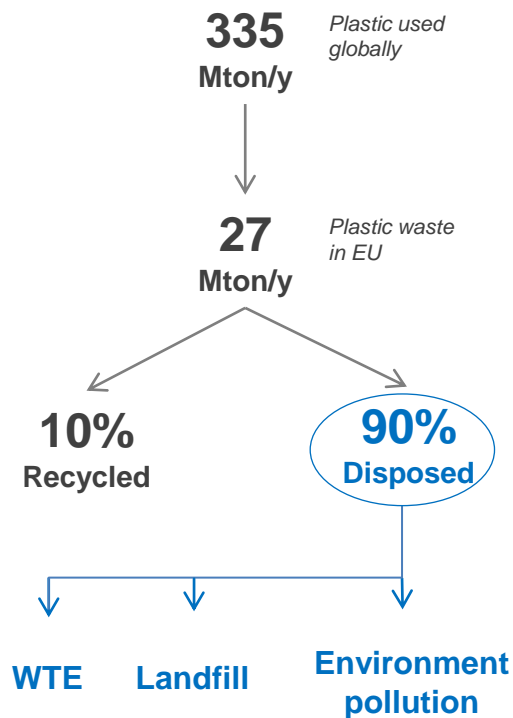 335
Mton/y
Plastic used
globally
27
Mton/y
Plastic waste
in EU
10%
Recycled
90%
Disposed
WTE
Landfill
Environment
pollution